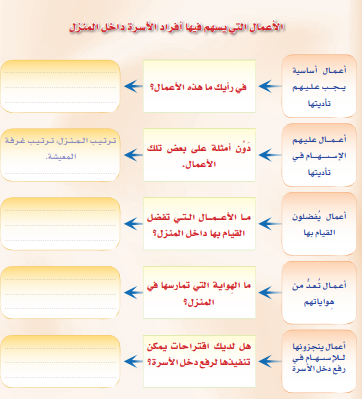 الأعمال التي يسهم فيها أفراد الأسرة داخل المنزل
أعمال أساسية
يجب عليهم
تأديتها
في رأيك ما هذه الأعمال؟
أعمال عليهم
الإسهام في
تأديتها
دَوِّن أمثلة على بعض تلك
الأعمال.
ترتيب المنزل، ترتيب غرفة
المعيشة.
أعمال يُفضلون
القيام بها
ما الأعمال التي تفضل
القيام بها داخل المنزل؟
أعمال تُعدُّ من
هواياتهم
ما الهواية التي تمارسها في
المنزل؟
أعمال ينجزونها
للإسهام في
رفع دخل الأسرة
هل لديك اقتراحات يمكن
تنفيذها لرفع دخل الأسرة؟